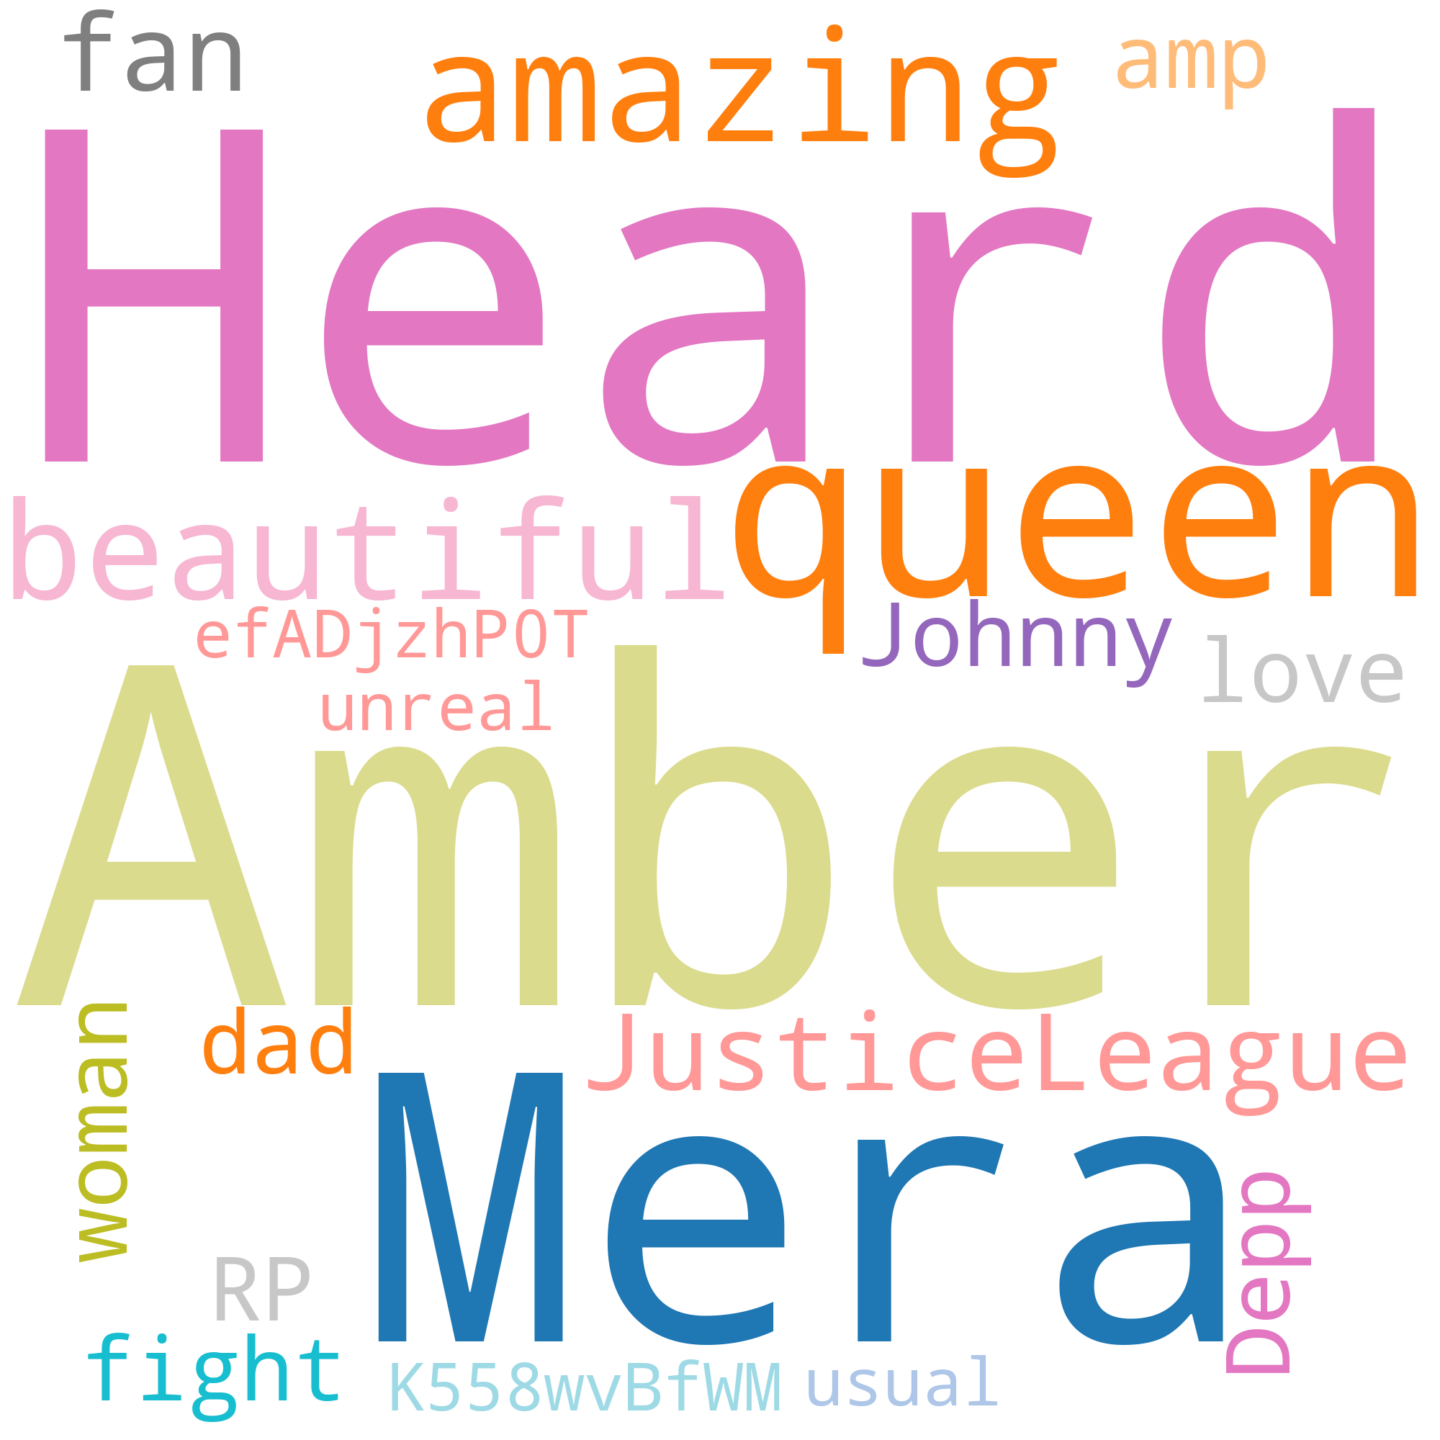 fan
amazing
amp
Heard
beautiful
queen
efADjzhP0T
Johnny
love
unreal
Amber
woman
dad
JusticeLeague
Mera
Depp
RP
fight
K558wvBfWM
usual